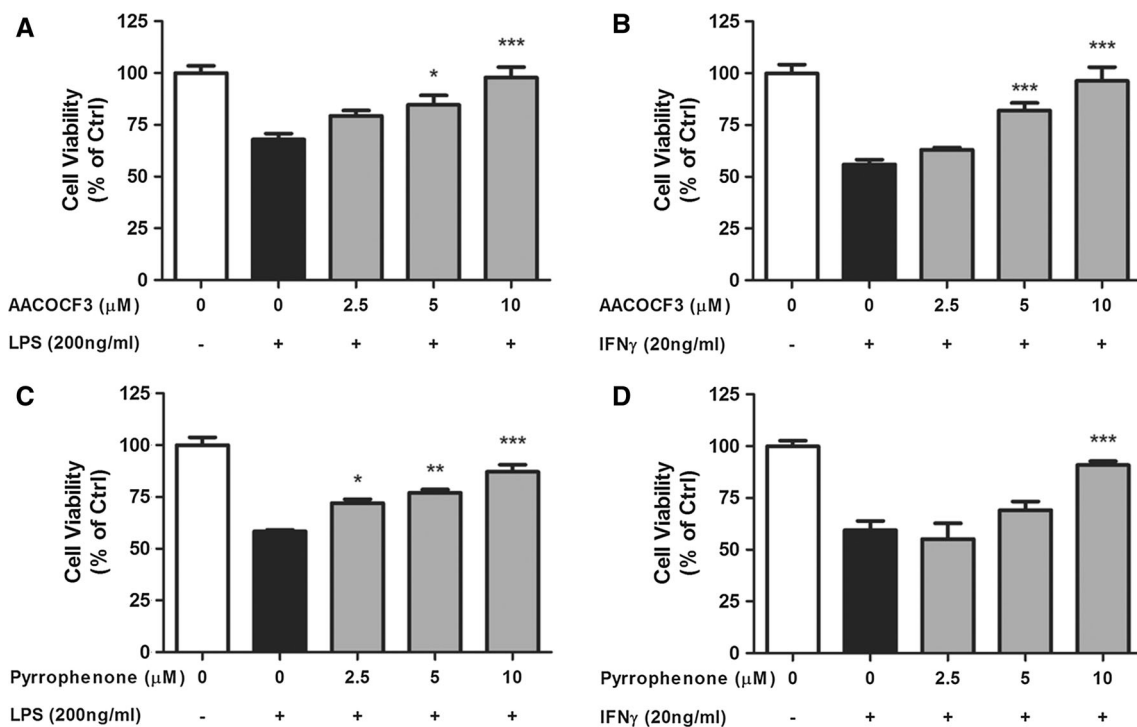 A
Cell Viability
(% of Ctrl)
125
100
75
50
25
0
*
***
AACOCF3 (μM) 0 0 2.5 5 10
LPS (200ng/ml) - + + + +
B
Cell Viability
(% of Ctrl)
125
100
75
50
25
0
***
***
AACOCF3 (μM) 0 0 2.5 5 10
IFNγ (20ng/ml) - + + + +
C
Cell Viability
(% of Ctrl)
125
100
75
50
25
0
*
**
***
Pyrrophenone (μM) 0 0 2.5 5 10
LPS (200ng/ml) - + + + +
D
Cell Viability
(% of Ctrl)
125
100
75
50
25
0
***
Pyrrophenone (μM) 0 0 2.5 5 10
IFNγ (20ng/ml) - + + + +